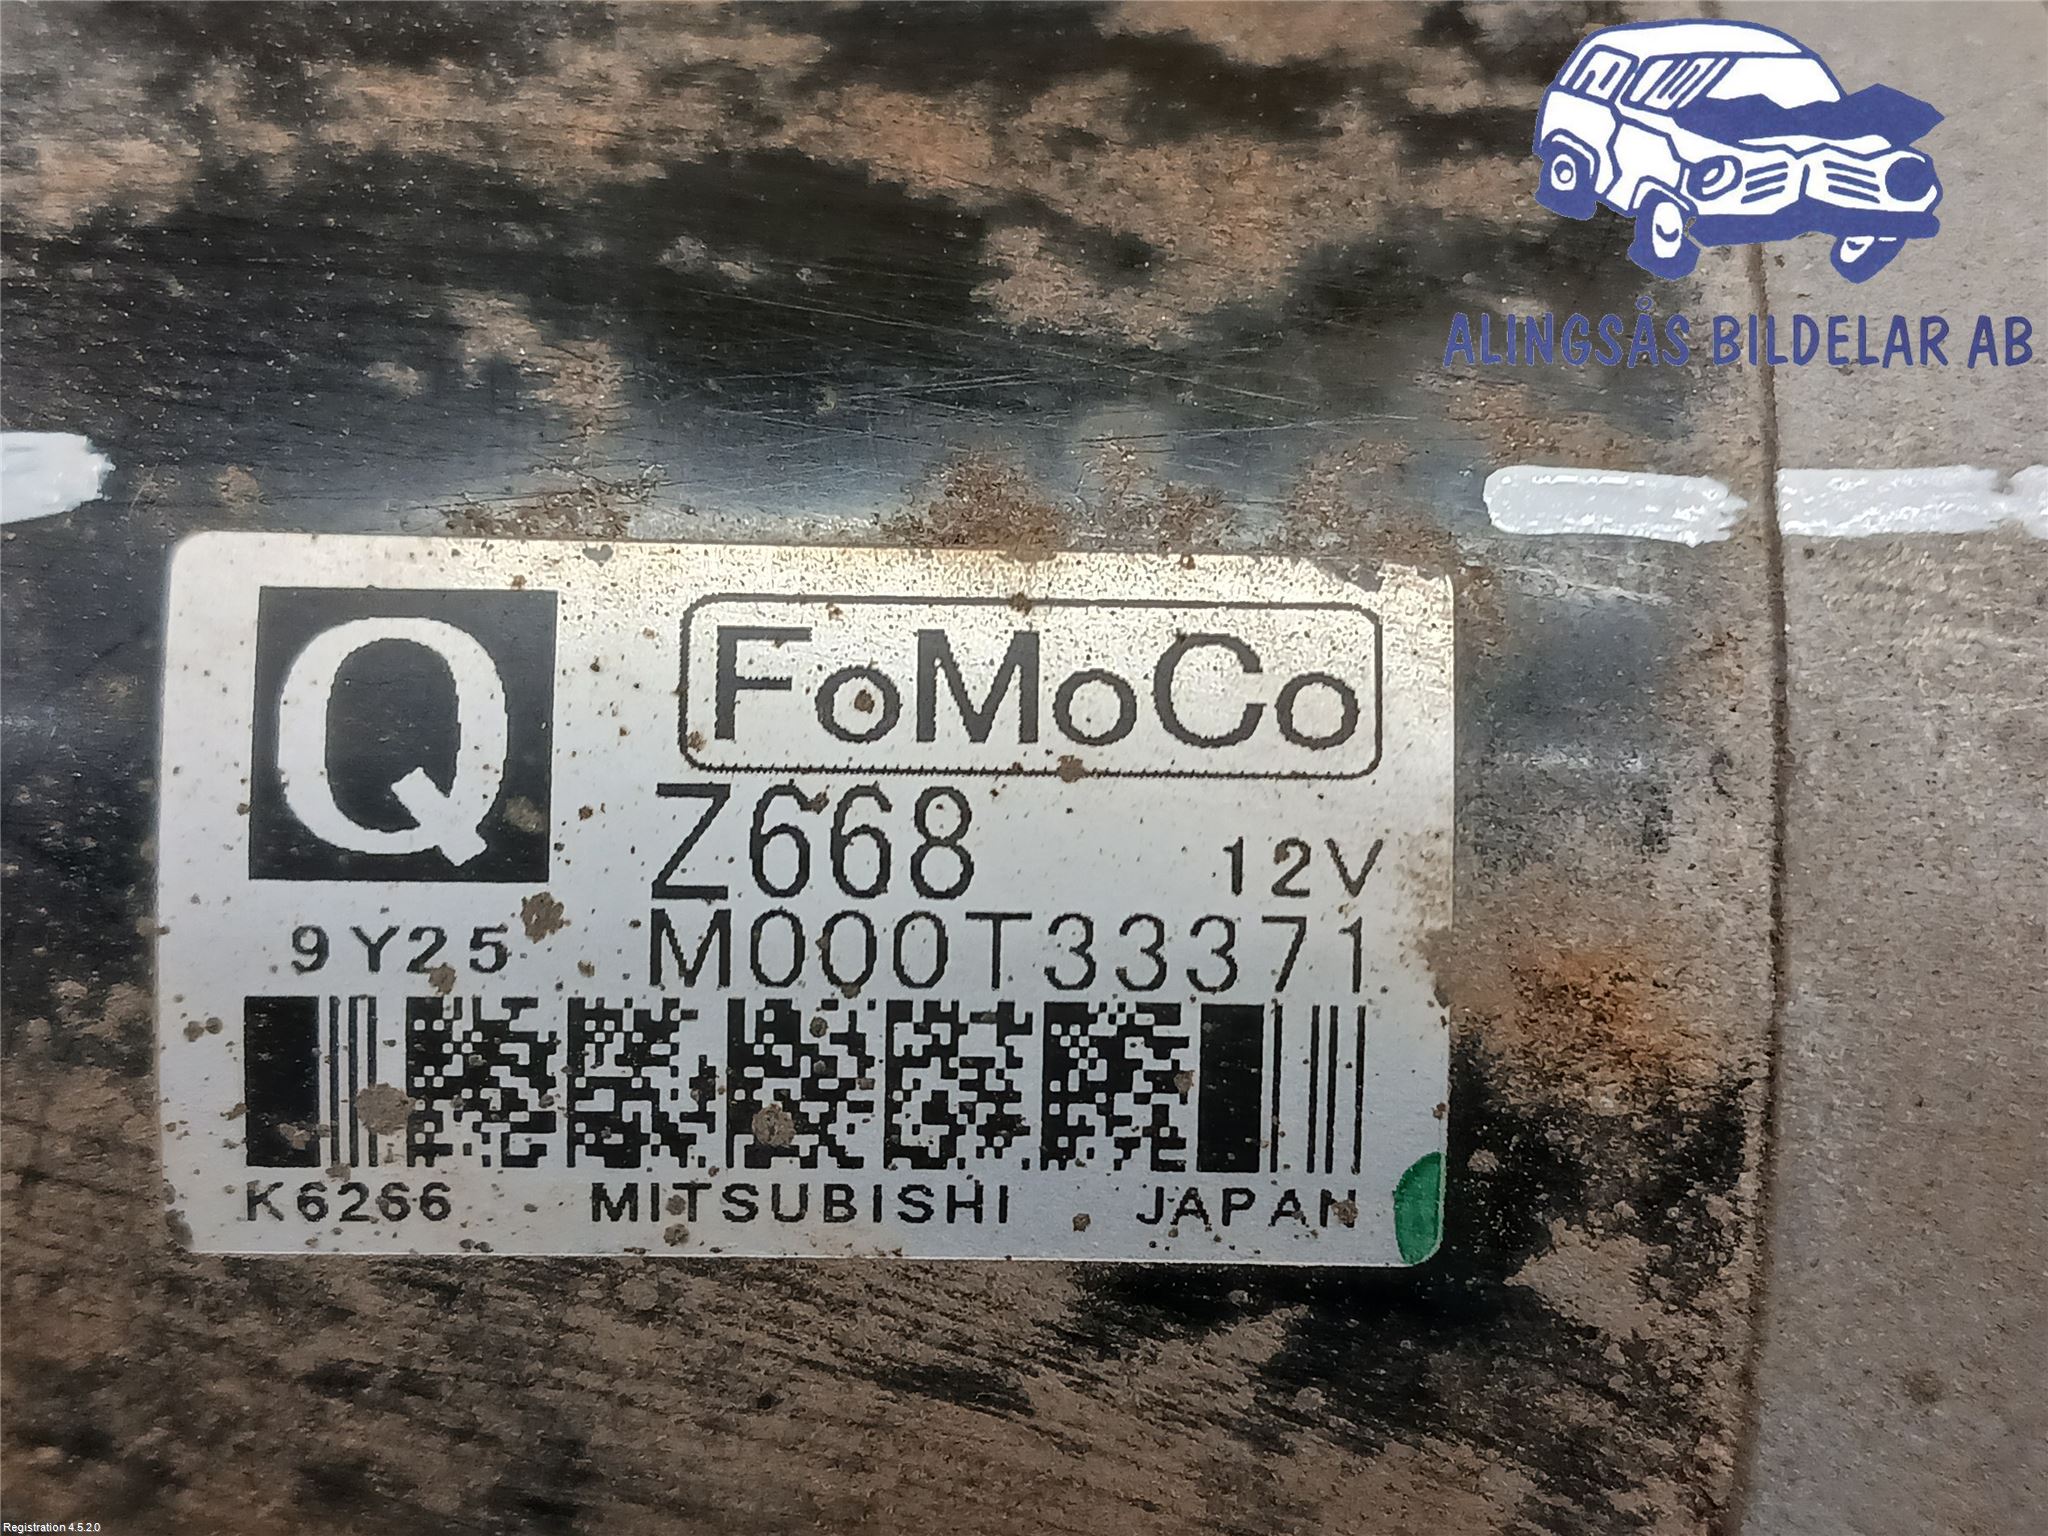 ALINGSÅS BILDELAR AB
Q
FoMoCo
Z668 12V
9Y25 M000T33371
K6266 MITSUBISHI JAPAN
Registration 4.5.2.0